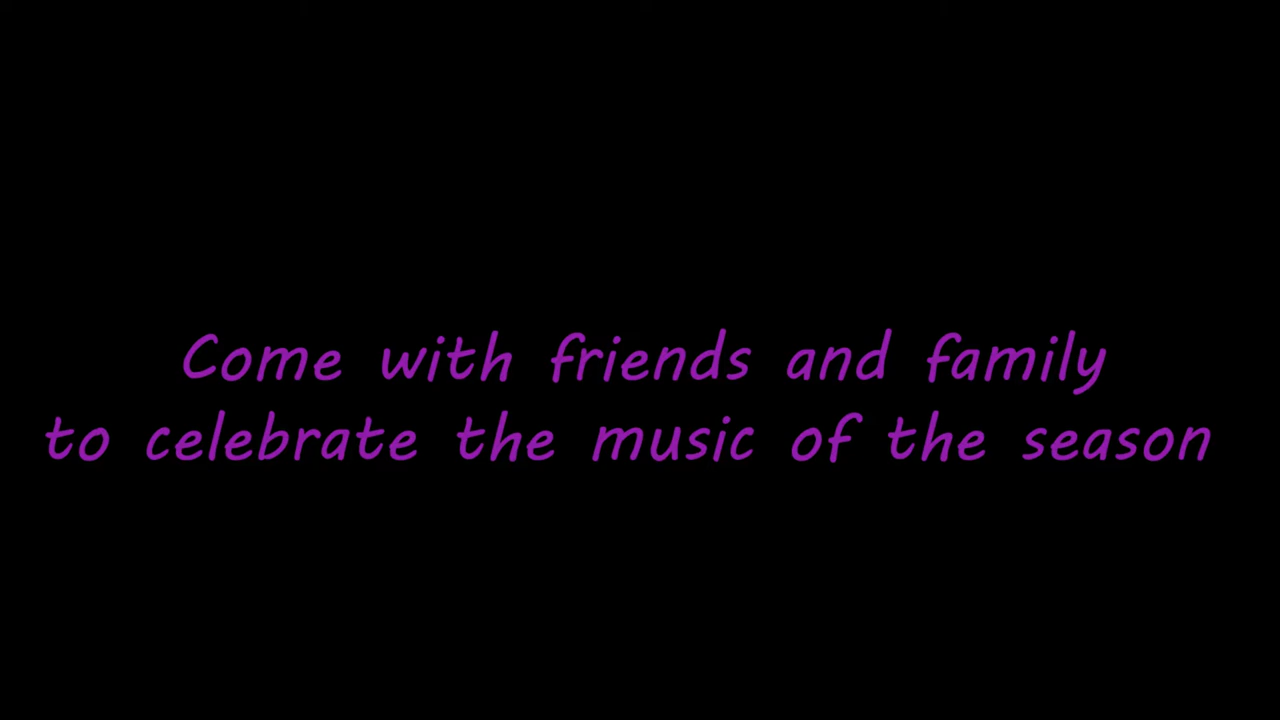 Come with friends and family
to celebrate the music of the season